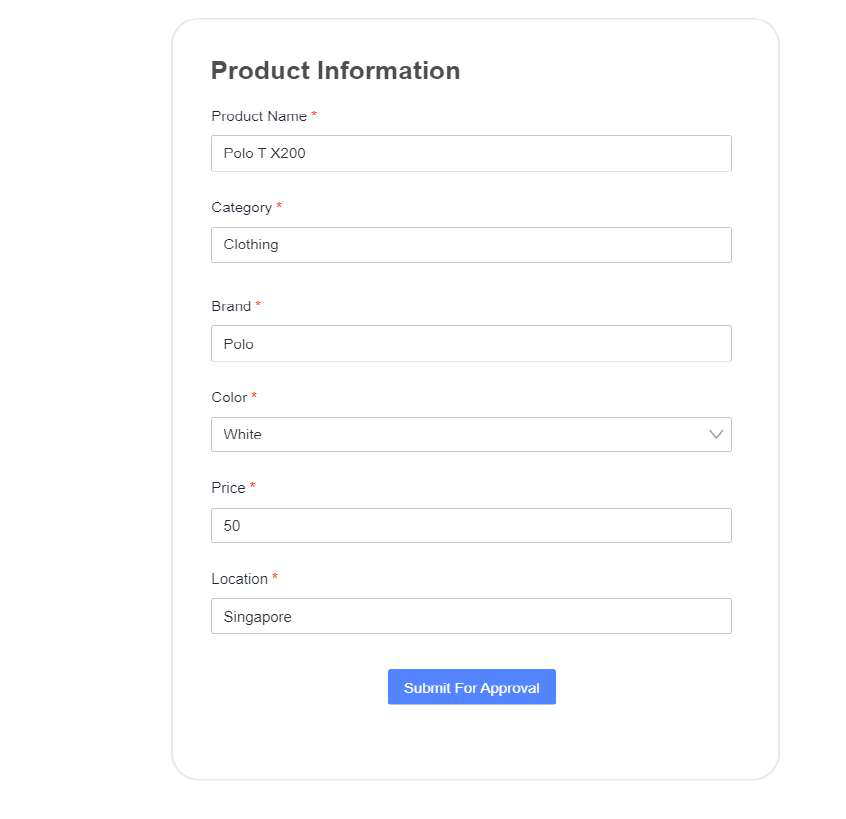 Product Information
Product Name *
Polo T X200
Category *
Clothing
Brand *
Polo
Color *
White
Price *
50
Location *
Singapore
Submit For Approval